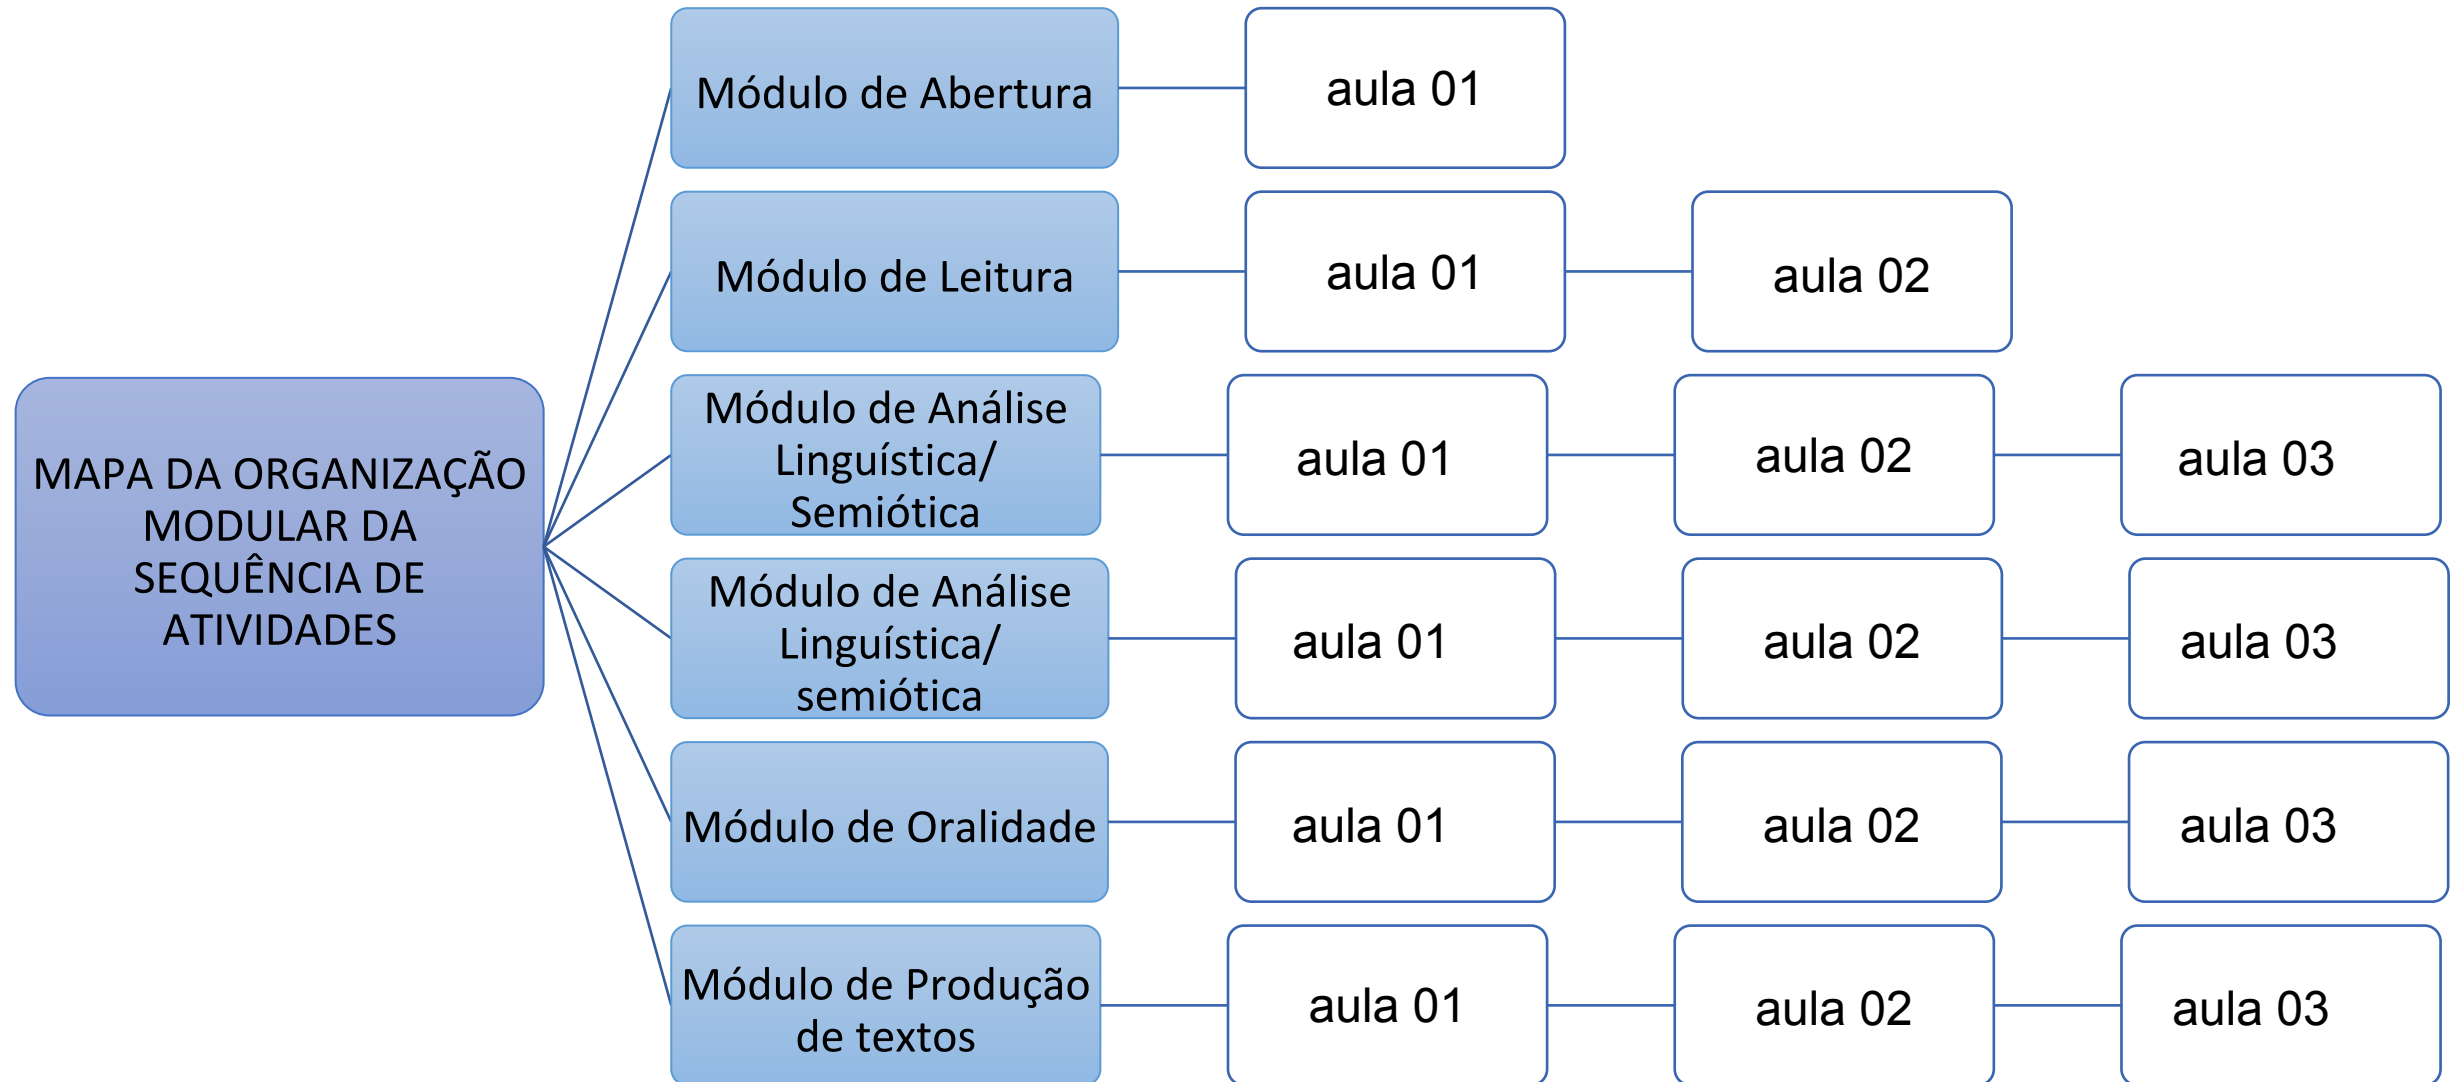 MAPA DA ORGANIZAÇÃO
MODULAR DA
SEQUÊNCIA DE
ATIVIDADES
Módulo de Abertura
aula 01
Módulo de Leitura
aula 01
aula 02
Módulo de Análise
Linguística/
Semiótica
aula 01
aula 02
aula 03
Módulo de Análise
Linguística/
semiótica
aula 01
aula 02
aula 03
Módulo de Oralidade
aula 01
aula 02
aula 03
Módulo de Produção
de textos
aula 01
aula 02
aula 03